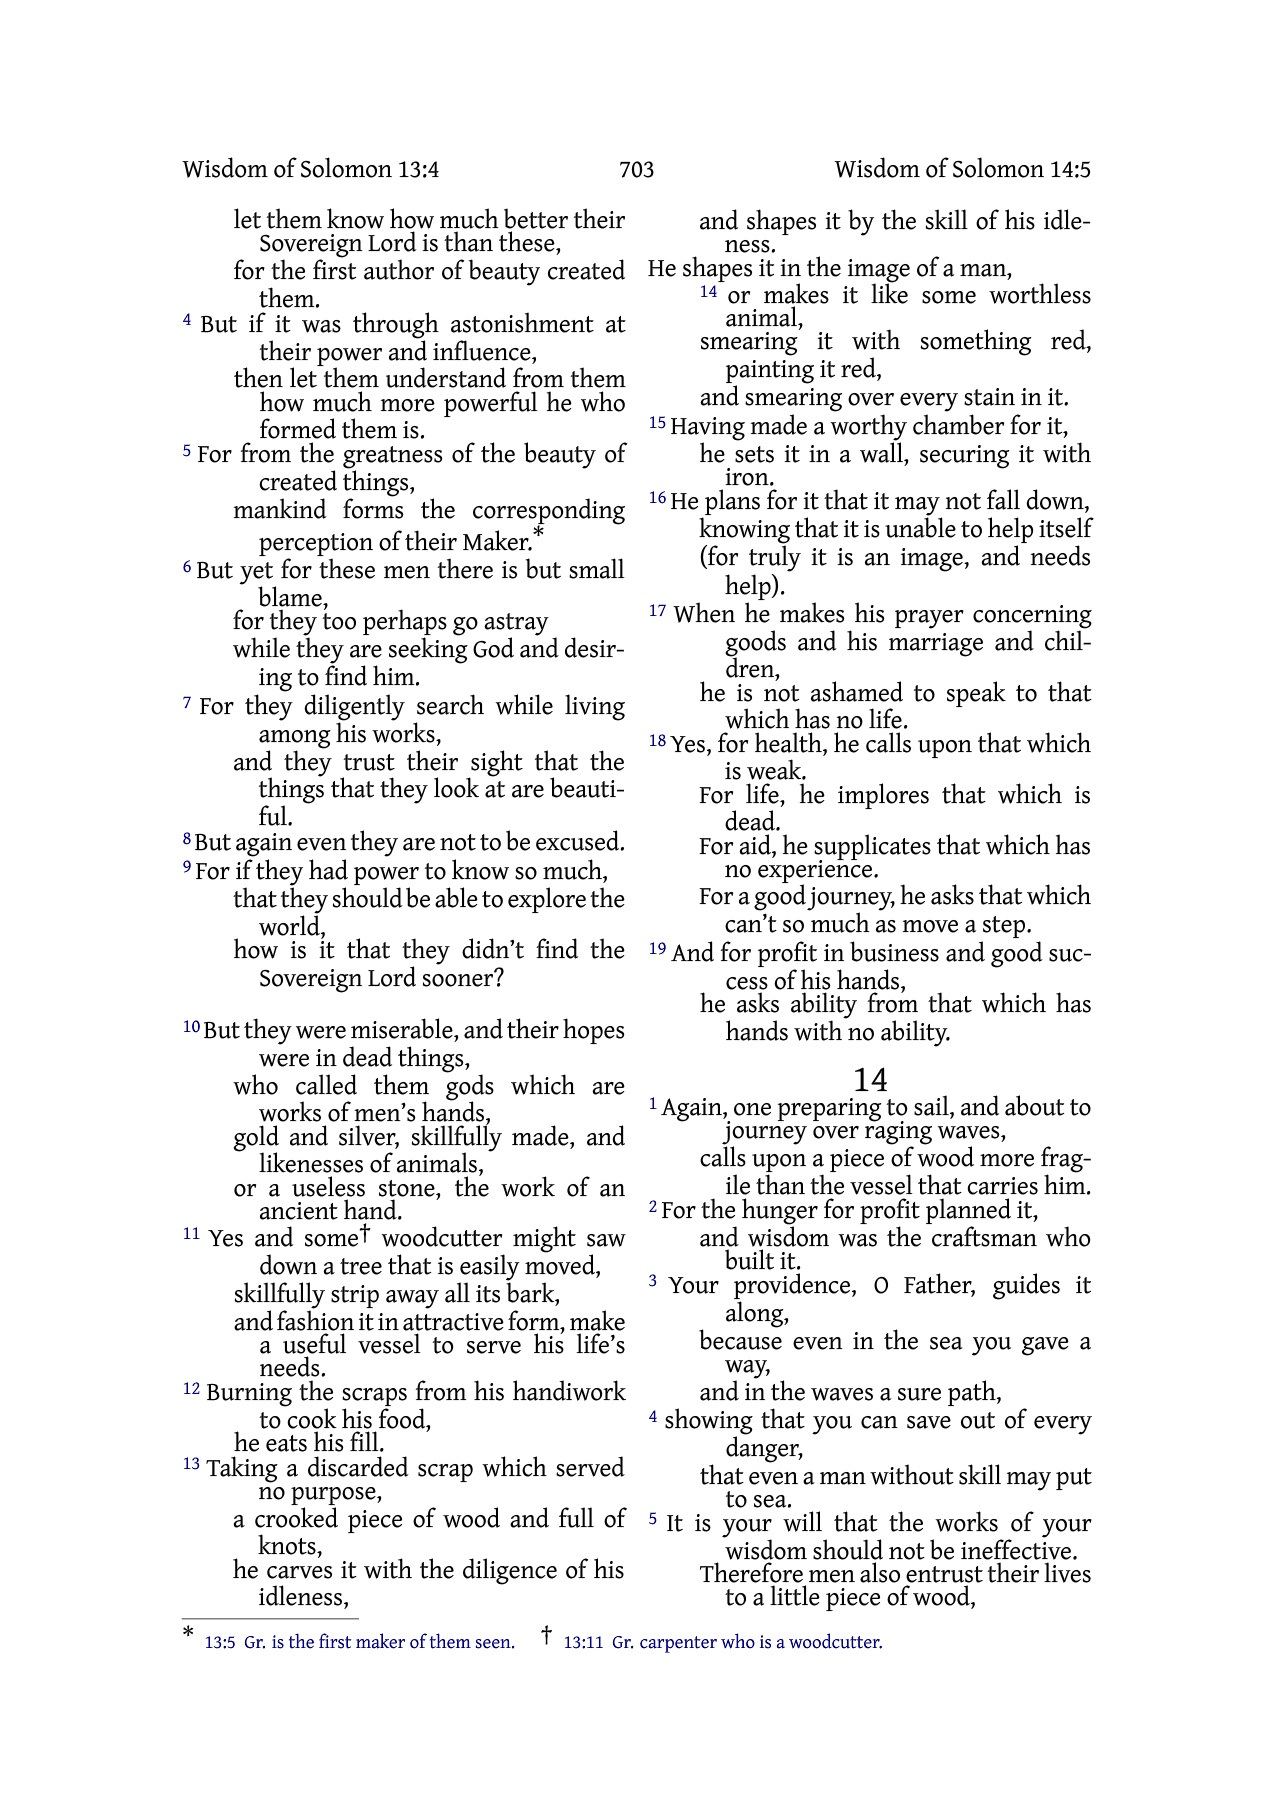 Wisdom of Solomon 13:4 703 Wisdom of Solomon 14:5
let them know how much better their
Sovereign Lord is than these,
for the first author of beauty created
them.
4 But if it was through astonishment at
their power and influence,
then let them understand from them
how much more powerful he who
formed them is.
5 For from the greatness of the beauty of
created things,
mankind forms the corresponding
perception of their Maker.*
6 But yet for these men there is but small
blame,
for they too perhaps go astray
while they are seeking God and desir-
ing to find him.
7 For they diligently search while living
among his works,
and they trust their sight that the
things that they look at are beauti-
ful.
8 But again even they are not to be excused.
9 For if they had power to know so much,
that they should be able to explore the
world,
how is it that they didn’t find the
Sovereign Lord sooner?
10 But they were miserable, and their hopes
were in dead things,
who called them gods which are
works of men’s hands,
gold and silver, skillfully made, and
likenesses of animals,
or a useless stone, the work of an
ancient hand.
11 Yes and some† woodcutter might saw
down a tree that is easily moved,
skillfully strip away all its bark,
and fashion it in attractive form, make
a useful vessel to serve his life’s
needs.
12 Burning the scraps from his handiwork
to cook his food,
he eats his fill.
13 Taking a discarded scrap which served
no purpose,
a crooked piece of wood and full of
knots,
he carves it with the diligence of his
idleness,
and shapes it by the skill of his idle-
ness.
He shapes it in the image of a man,
14 or makes it like some worthless
animal,
smearing it with something red,
painting it red,
and smearing over every stain in it.
15 Having made a worthy chamber for it,
he sets it in a wall, securing it with
iron.
16 He plans for it that it may not fall down,
knowing that it is unable to help itself
(for truly it is an image, and needs
help).
17 When he makes his prayer concerning
goods and his marriage and chil-
dren,
he is not ashamed to speak to that
which has no life.
18 Yes, for health, he calls upon that which
is weak.
For life, he implores that which is
dead.
For aid, he supplicates that which has
no experience.
For a good journey, he asks that which
can’t so much as move a step.
19 And for profit in business and good suc-
cess of his hands,
he asks ability from that which has
hands with no ability.
14
1 Again, one preparing to sail, and about to
journey over raging waves,
calls upon a piece of wood more frag-
ile than the vessel that carries him.
2 For the hunger for profit planned it,
and wisdom was the craftsman who
built it.
3 Your providence, O Father, guides it
along,
because even in the sea you gave a
way,
and in the waves a sure path,
4 showing that you can save out of every
danger,
that even a man without skill may put
to sea.
5 It is your will that the works of your
wisdom should not be ineffective.
Therefore men also entrust their lives
to a little piece of wood,
* 13:5 Gr. is the first maker of them seen. † 13:11 Gr. carpenter who is a woodcutter.